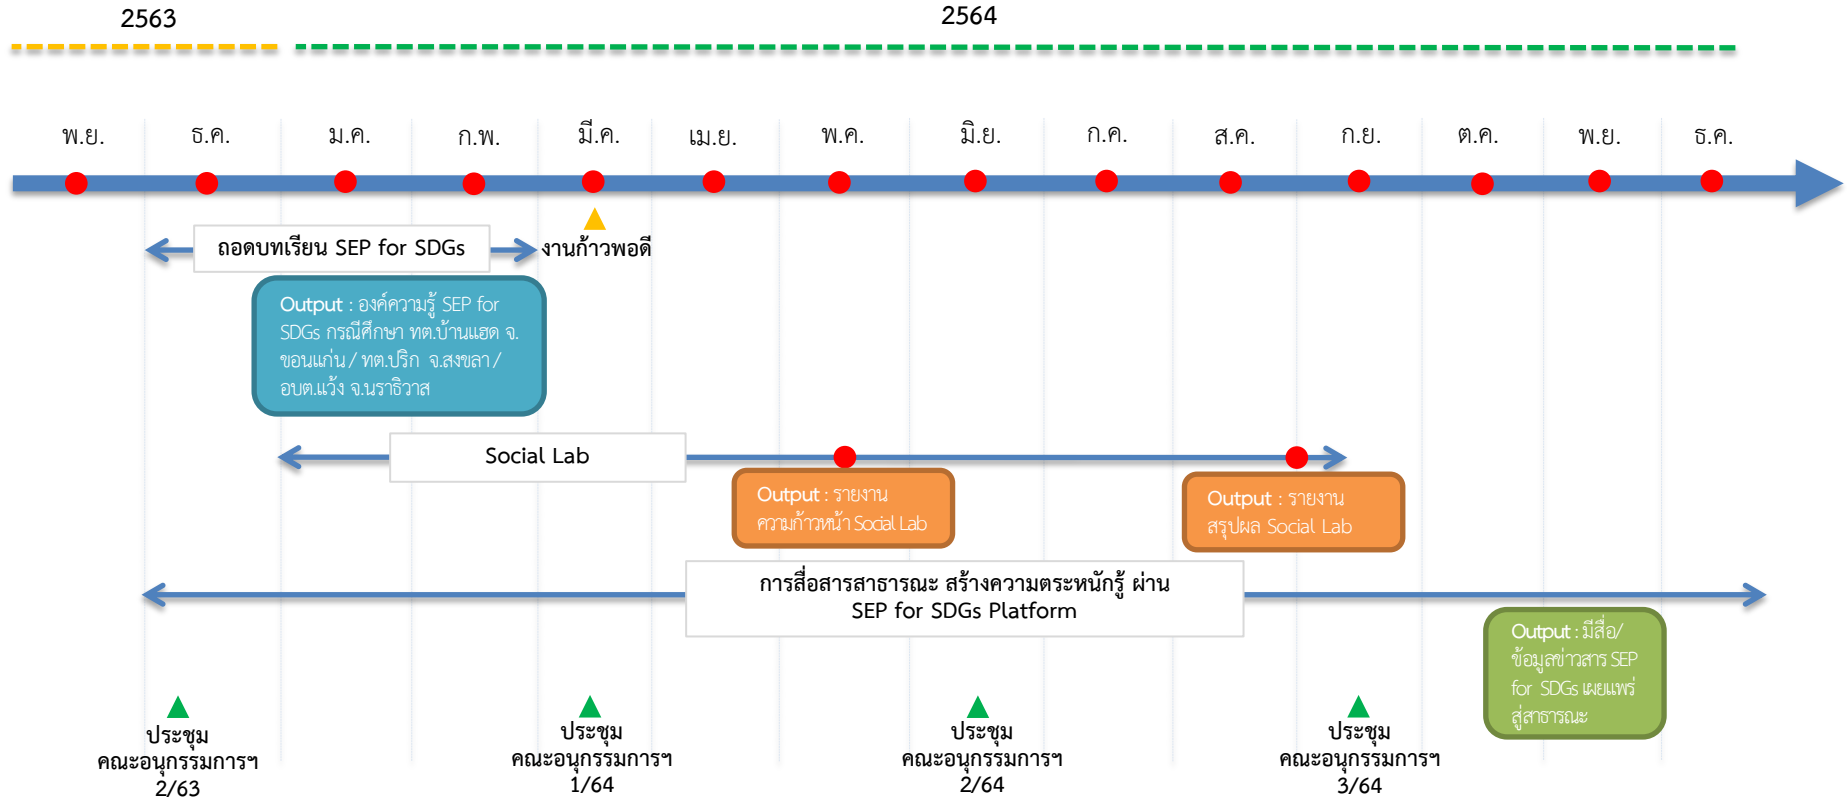 2563
2564
พ.ย.
ธ.ค.
ม.ค.
ก.พ.
มี.ค.
เม.ย.
พ.ค.
มิ.ย.
ก.ค.
ส.ค.
ก.ย.
ต.ค.
พ.ย.
ธ.ค.
ถอดบทเรียน SEP for SDGs
งานก้าวพอดี
Output : องค์ความรู้ SEP for
SDGs กรณีศึกษา ทต.บ้านแฮด จ.
ขอนแก่น / ทต.ปริก จ.สงขลา /
อบต.แว้ง จ.นราธิวาส
Social Lab
Output : รายงาน
ความก้าวหน้า Social Lab
Output : รายงาน
สรุปผล Social Lab
การสื่อสารสาธารณะ สร้างความตระหนักรู้ ผ่าน
SEP for SDGs Platform
Output : มีสื่อ/
ข้อมูลข่าวสาร SEP
for SDGs เผยแพร่
สู่สาธารณะ
ประชุม
คณะอนุกรรมการฯ
2/63
ประชุม
คณะอนุกรรมการฯ
1/64
ประชุม
คณะอนุกรรมการฯ
2/64
ประชุม
คณะอนุกรรมการฯ
3/64